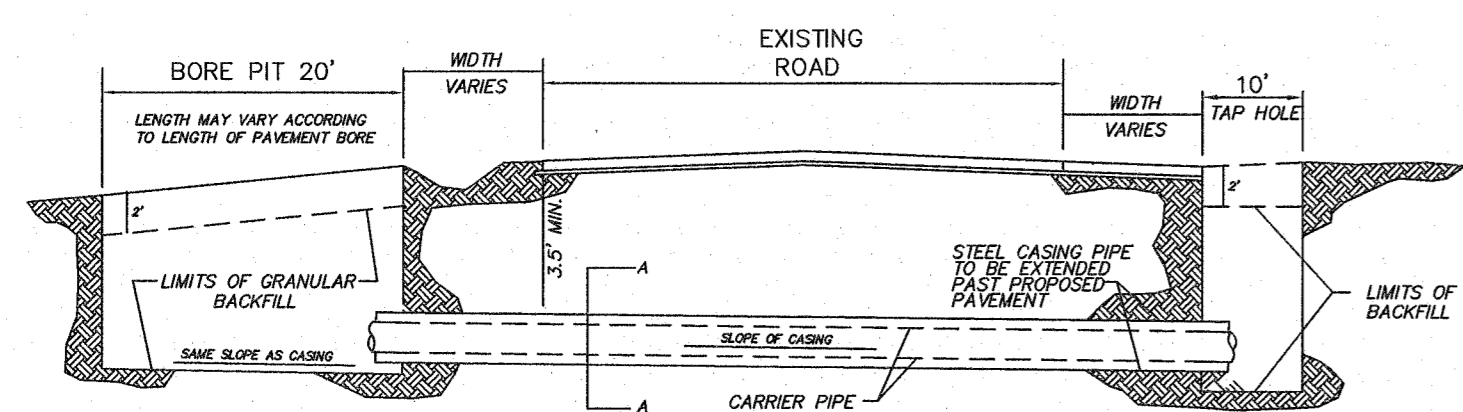 EXISTING
ROAD
BORE PIT 20'
WIDTH
VARIES
10'
TAP HOLE
WIDTH
VARIES
LENGTH MAY VARY ACCORDING
TO LENGTH OF PAVEMENT BORE
2'
2'
3.5' MIN.
A
STEEL CASING PIPE
TO BE EXTENDED
PAST PROPOSED
PAVEMENT
LIMITS OF GRANULAR
BACKFILL
LIMITS OF
BACKFILL
SLOPE OF CASING
SAME SLOPE AS CASING
CARRIER PIPE
A